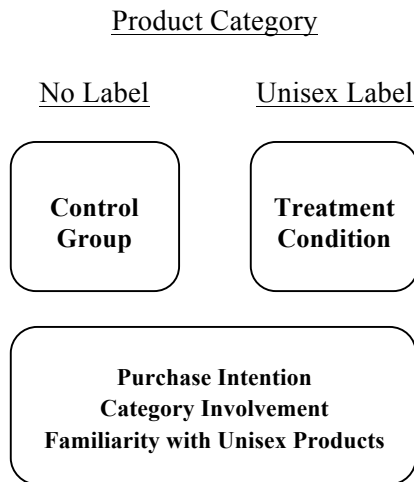 Product Category
No Label Unisex Label
Control Treatment
Group Condition
Purchase Intention
Category Involvement
Familiarity with Unisex Products